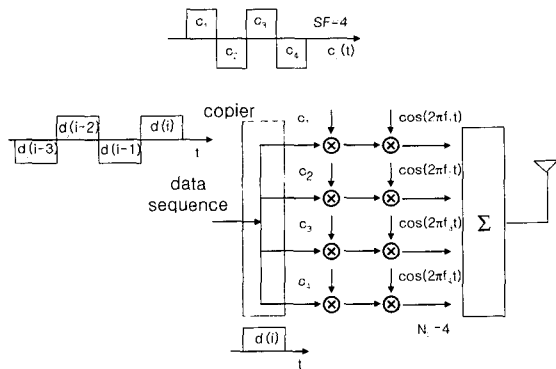 c₁ c₃ SF-4
c₂ c₄ c(t)
copier c₁ cos(2πf₁t)
d(i-2) d(i)
d(i-3) d(i-1) t
data sequence
c₂ cos(2πf t)
c₃ cos(2πf₃t)
Σ
c₄ cos(2πf₄t)
N -4
d(i)
t